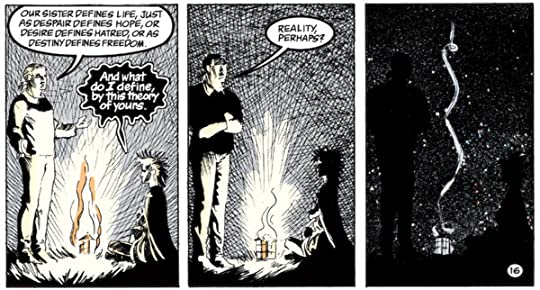 OUR SISTER DEFINES LIFE, JUST
AS DESPAIR DEFINES HOPE, OR
DESIRE DEFINES HATRED, OR AS
DESTINY DEFINES FREEDOM.
And what
do I define,
by this theory
of yours.
REALITY,
PERHAPS?
16